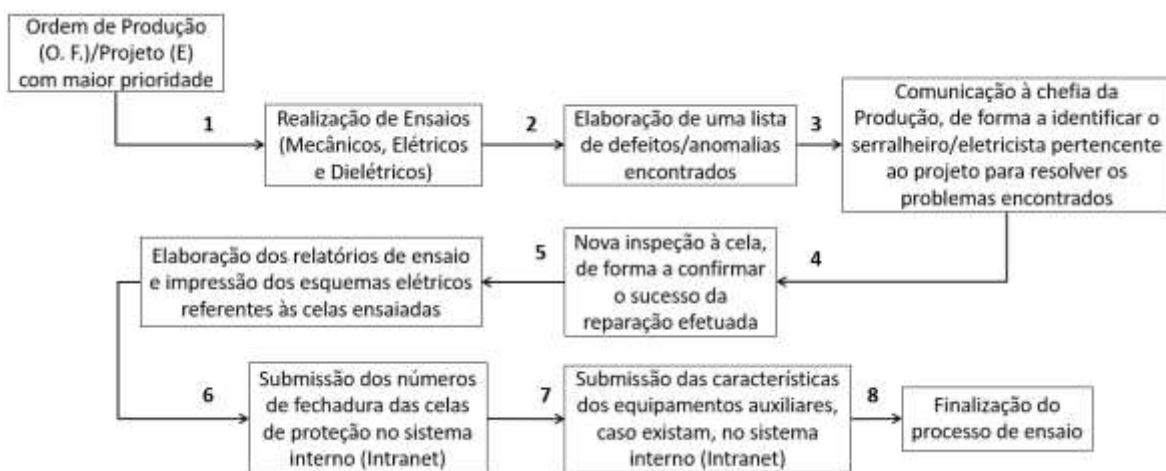 Ordem de Produção
(O. F.)/Projeto (E)
com maior prioridade
1
Realização de Ensaios
(Mecânicos, Elétricos
e Dielétricos)
2
Elaboração de uma lista
de defeitos/anomalias
encontrados
3
Comunicação à chefia da
Produção, de forma a identificar o
serralheiro/eletricista pertencente
ao projeto para resolver os
problemas encontrados
4
Nova inspeção à cela,
de forma a confirmar
o sucesso da
reparação efetuada
5
Elaboração dos relatórios de ensaio
e impressão dos esquemas elétricos
referentes às celas ensaiadas
6
Submissão dos números
de fechadura das celas
de proteção no sistema
interno (Intranet)
7
Submissão das características
dos equipamentos auxiliares,
caso existam, no sistema
interno (Intranet)
8
Finalização do
processo de ensaio